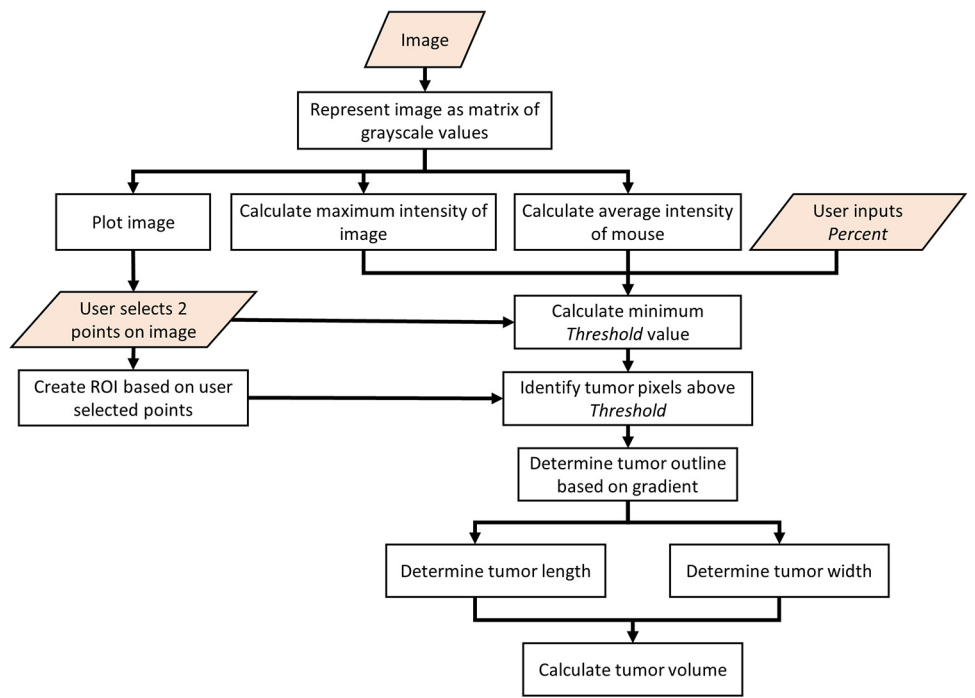 Image
Represent image as matrix of
grayscale values
Plot image
Calculate maximum intensity of
image
Calculate average intensity
of mouse
User inputs
Percent
User selects 2
points on image
Calculate minimum
Threshold value
Create ROI based on user
selected points
Identify tumor pixels above
Threshold
Determine tumor outline
based on gradient
Determine tumor length
Determine tumor width
Calculate tumor volume